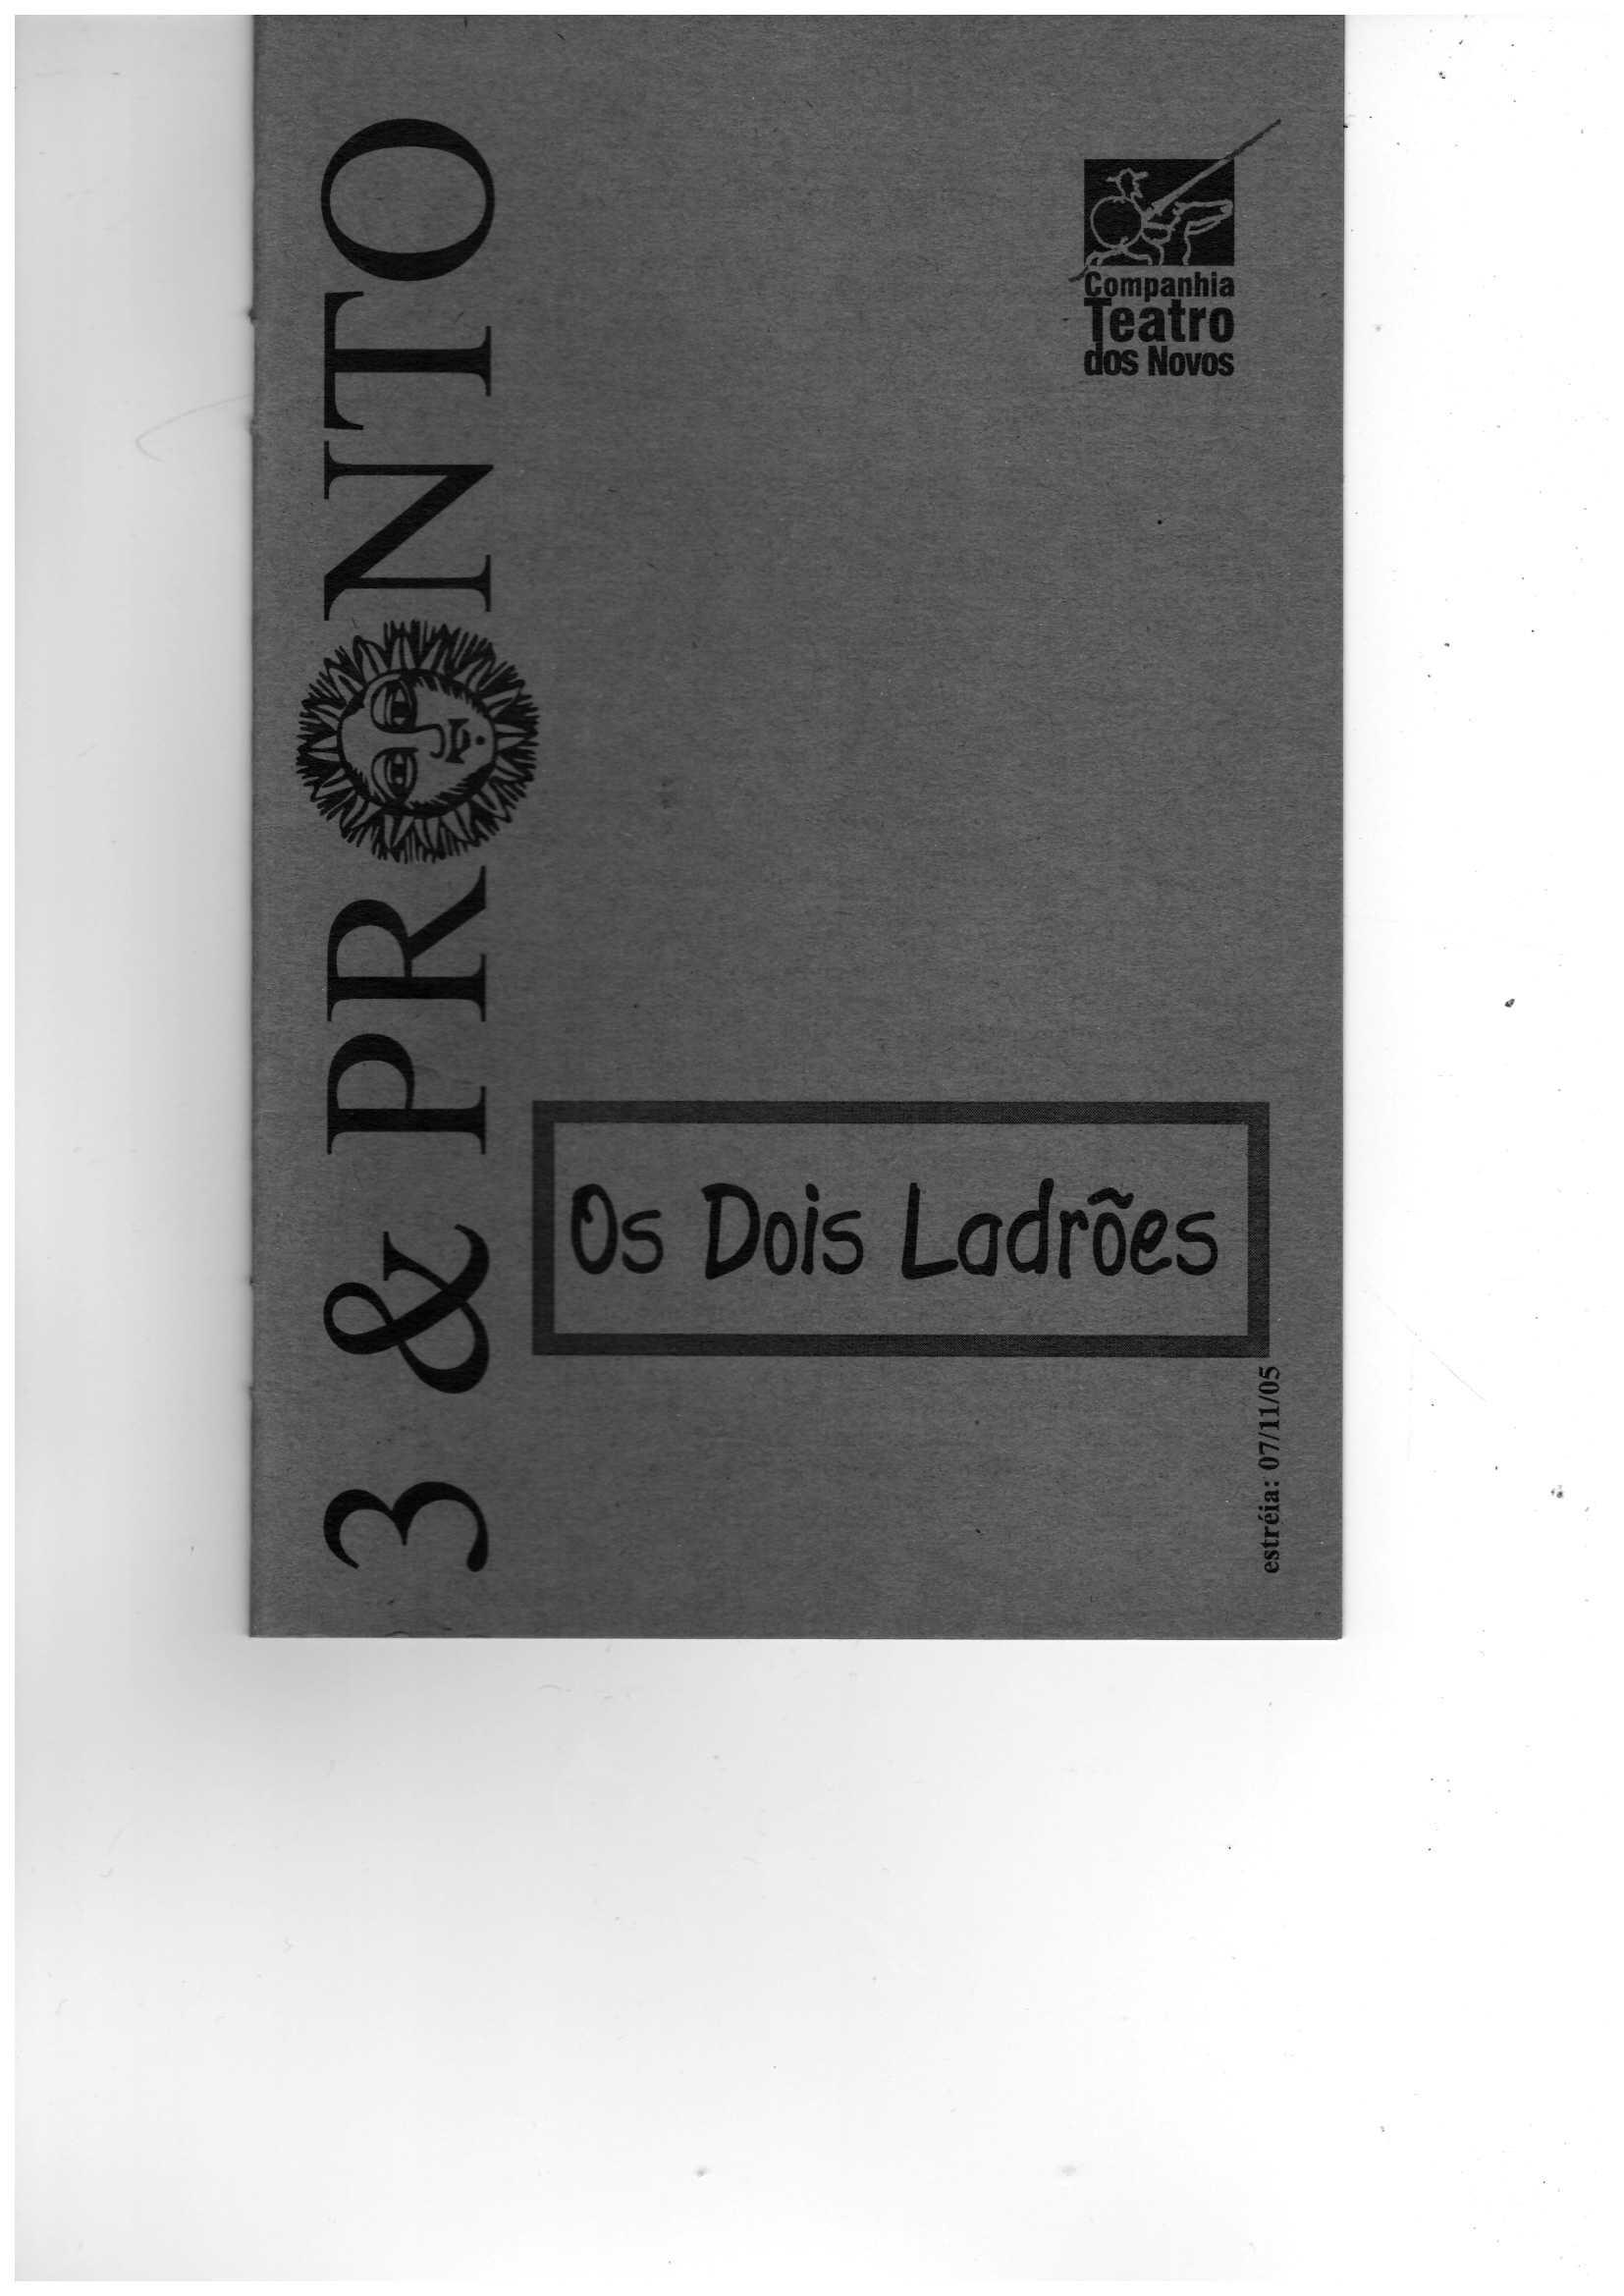 3 & PRONTO
Os Dois Ladrões
estréia: 07/11/05
Companhia
Teatro
dos Novos